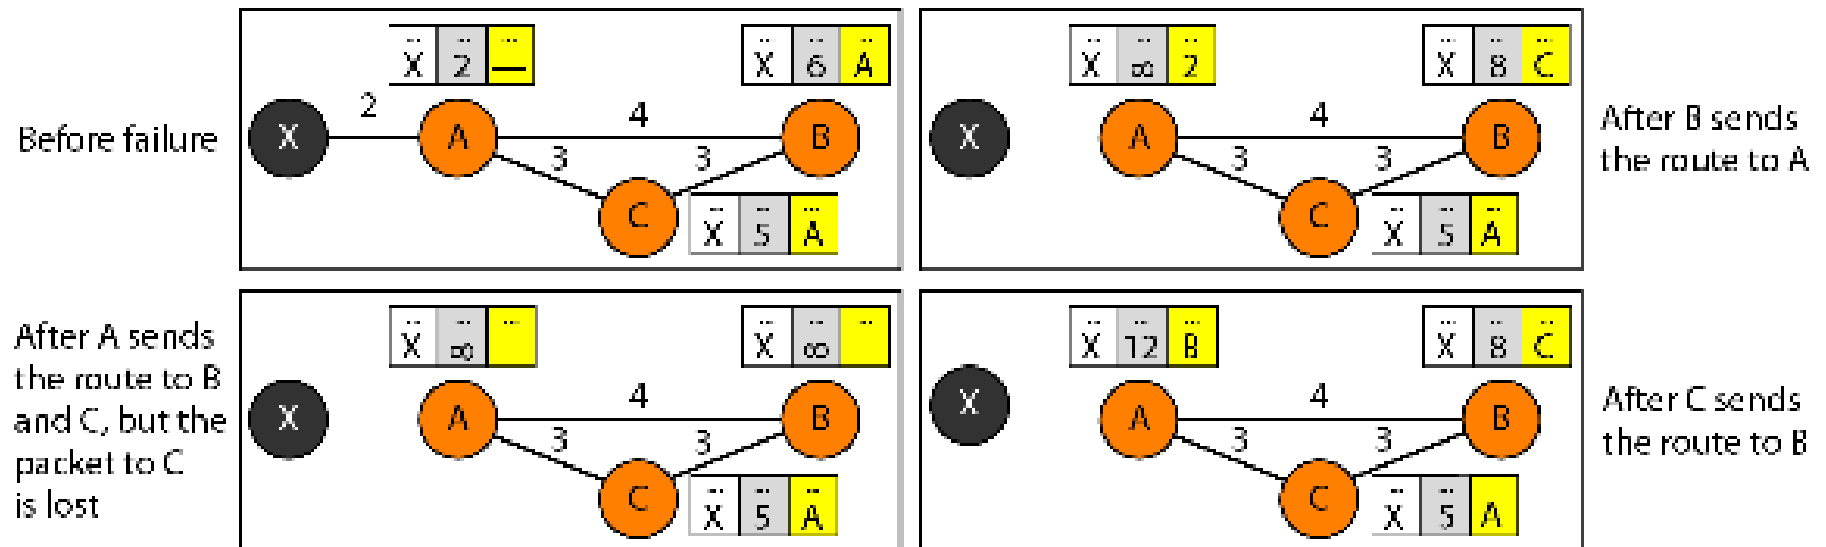 Before failure
... ... ...
X 2 —
... ... ...
X 6 A
2
4
X
A
B
3
3
C
... ... ...
X 5 A
... ... ...
X ∞ 2
... ... ...
X 8 C
4
X
A
B
3
3
C
... ... ...
X 5 A
After B sends
the route to A
After A sends
the route to B
and C, but the
packet to C
is lost
... ... ...
X ∞
... ... ...
X ∞
4
X
A
B
3
3
C
... ... ...
X 5 A
... ... ...
X 12 B
... ... ...
X 8 C
4
X
A
B
3
3
C
... ... ...
X 5 A
After C sends
the route to B